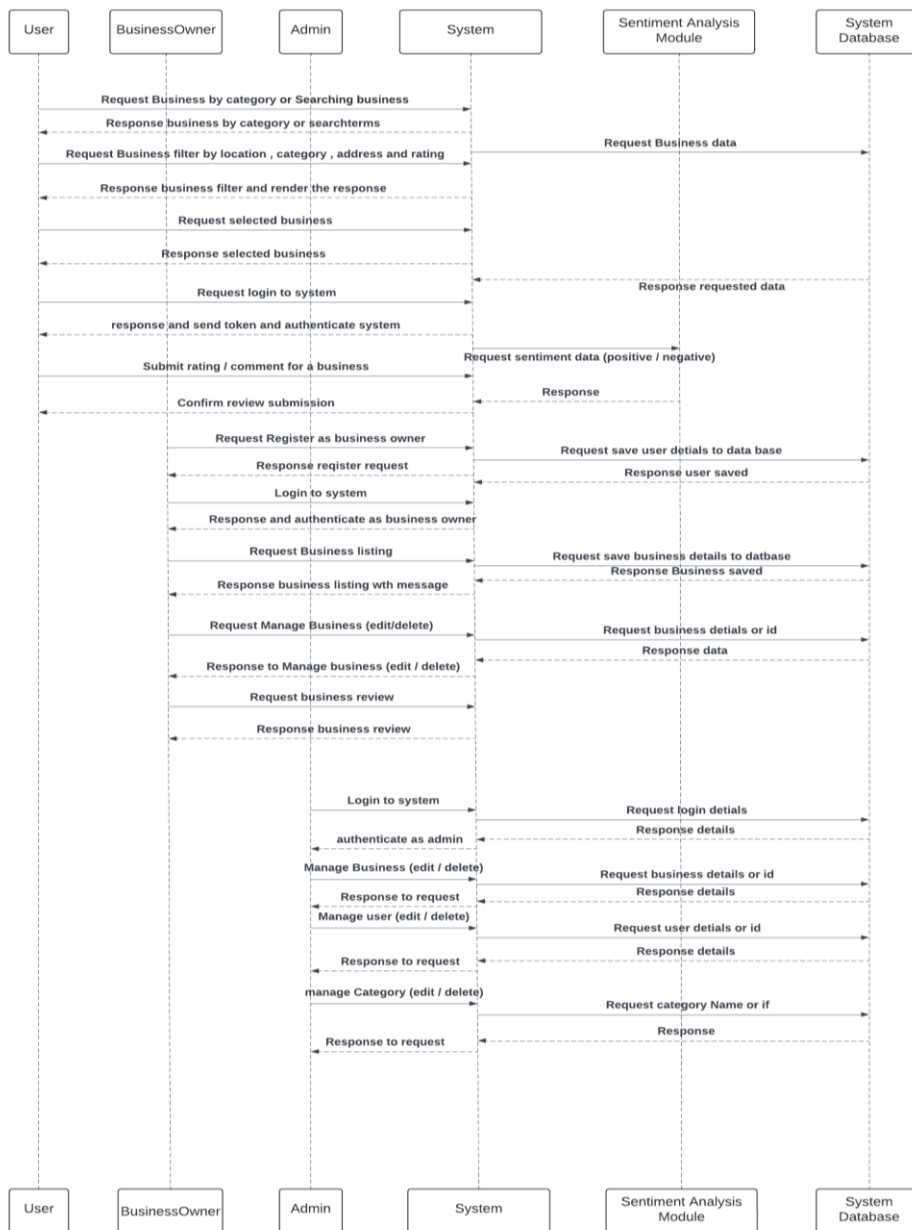 User
BusinessOwner
Admin
System
Sentiment Analysis
Module
System
Database
Request Business by category or Searching business
Response business by category or searchterms
Request Business data
Request Business filter by location , category , address and rating
Response business filter and render the response
Request selected business
Response selected business
Response requested data
Request login to system
response and send token and authenticate system
Request sentiment data (positive / negative)
Submit rating / comment for a business
Response
Confirm review submission
Request Register as business owner
Request save user detials to data base
Response reqister request
Response user saved
Login to system
Response and authenticate as business owner
Request Business listing
Request save business details to datbase
Response Business saved
Response business listing wth message
Request Manage Business (edit/delete)
Request business detials or id
Response data
Response to Manage business (edit / delete)
Request business review
Response business review
Login to system
Request login detials
Response details
authenticate as admin
Manage Business (edit / delete)
Request business details or id
Response details
Response to request
Manage user (edit / delete)
Request user detials or id
Response details
Response to request
manage Category (edit / delete)
Request category Name or if
Response
Response to request
User
BusinessOwner
Admin
System
Sentiment Analysis
Module
System
Database